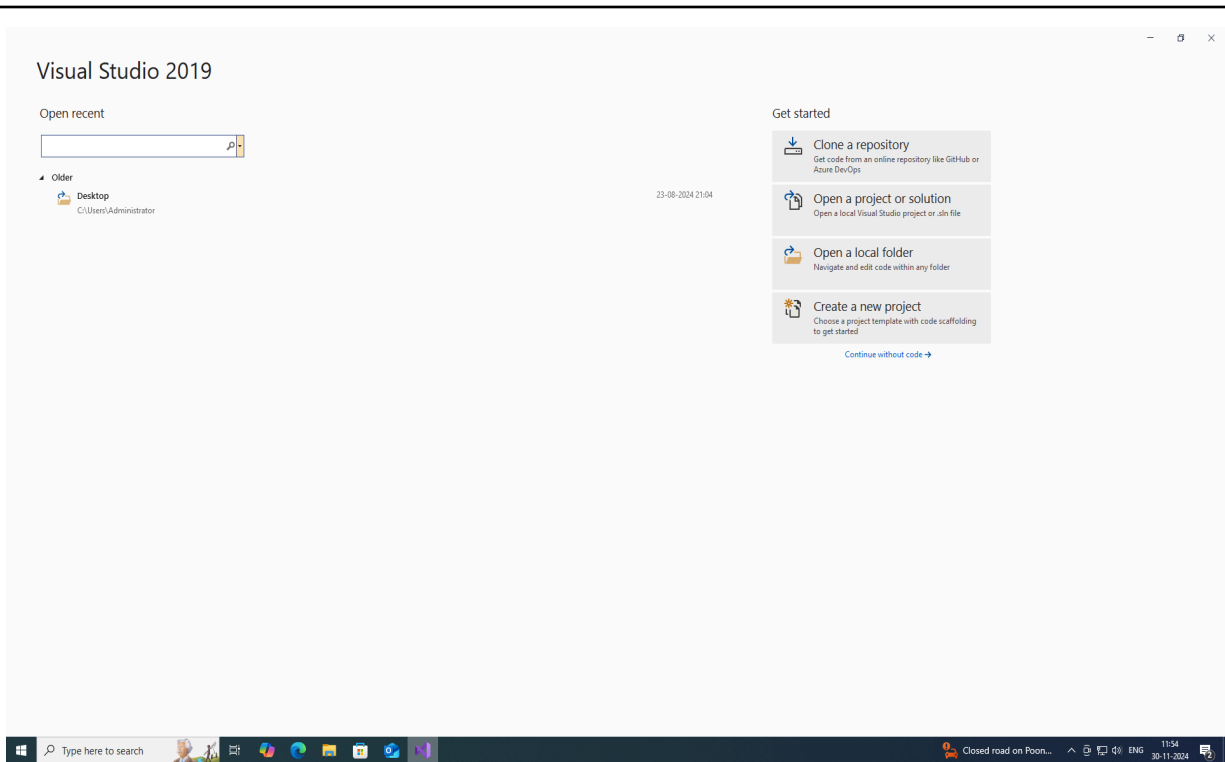 Visual Studio 2019
Open recent
Older
Desktop
23-08-2024 21:04
C:\Users\Administrator
Get started
Clone a repository
Get code from an online repository like GitHub or
Azure DevOps
Open a project or solution
Open a local Visual Studio project or .sln file
Open a local folder
Navigate and edit code within any folder
Create a new project
Choose a project template with code scaffolding
to get started
Continue without code
Type here to search
Closed road on Poon...
ENG
11:54
30-11-2024
2